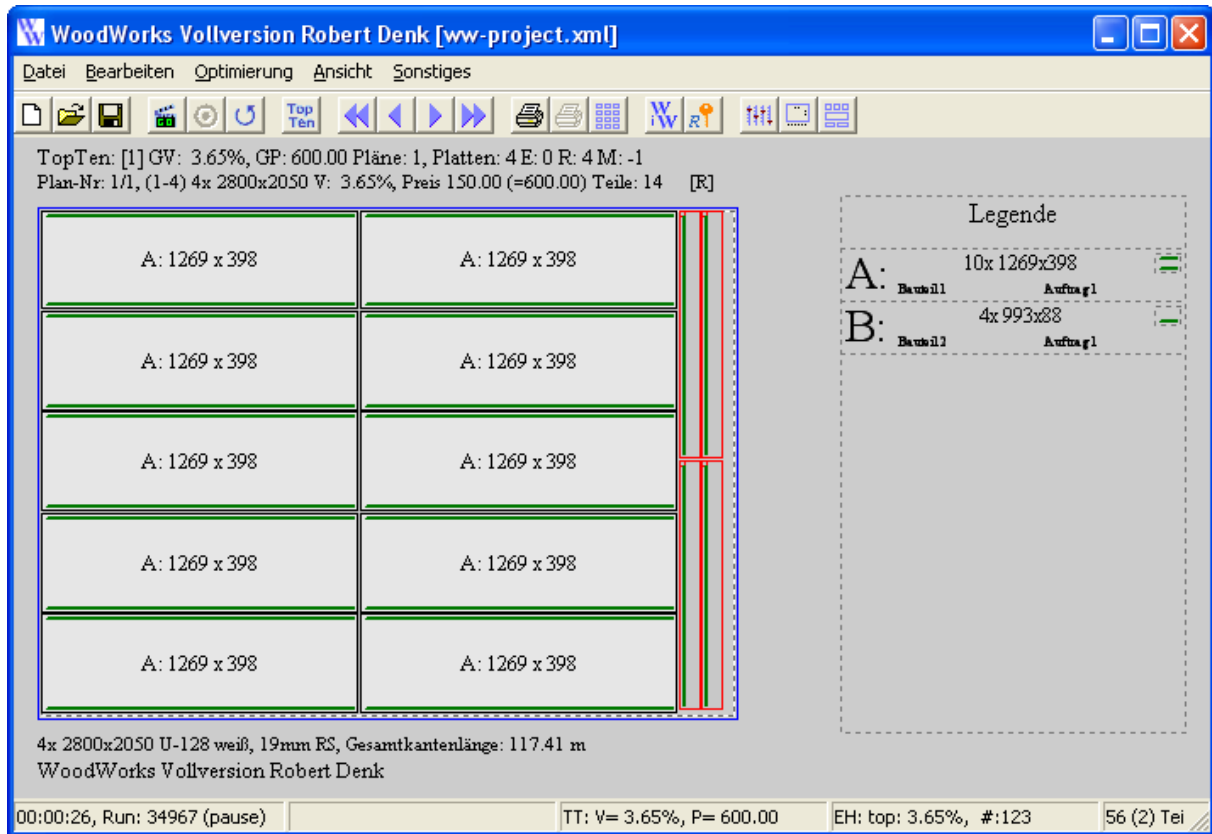 WoodWorks Vollversion Robert Denk [ww-project.xml]
Datei Bearbeiten Optimierung Ansicht Sonstiges
Top Ten
TopTen: [1] GV: 3.65%, GP: 600.00 Pläne: 1, Platten: 4 E: 0 R: 4 M: -1
Plan-Nr: 1/1, (1-4) 4x 2800x2050 V: 3.65%, Preis 150.00 (=600.00) Teile: 14 [R]
A: 1269 x 398 A: 1269 x 398
A: 1269 x 398 A: 1269 x 398
A: 1269 x 398 A: 1269 x 398
A: 1269 x 398 A: 1269 x 398
A: 1269 x 398 A: 1269 x 398
Legende
A: 10x 1269x398
Bauteil1 Auftrag1
B: 4x 993x88
Bauteil2 Auftrag1
4x 2800x2050 U-128 weiß, 19mm RS, Gesamtkantenlänge: 117.41 m
WoodWorks Vollversion Robert Denk
00:00:26, Run: 34967 (pause) TT: V= 3.65%, P= 600.00 EH: top: 3.65%, #:123 56 (2) Tei